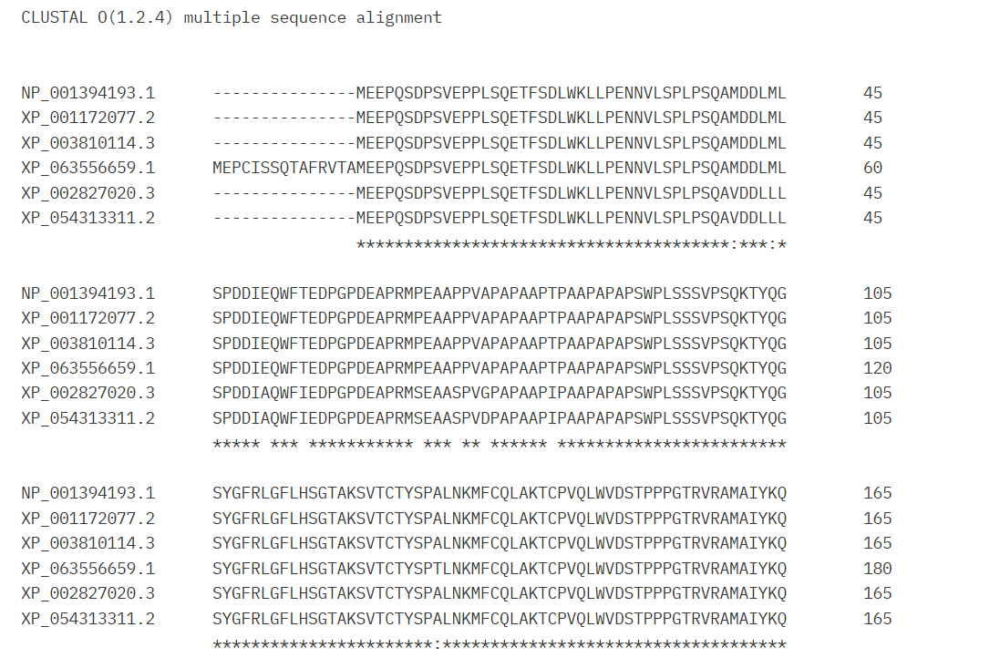 CLUSTAL O(1.2.4) multiple sequence alignment
NP_001394193.1      ---------------MEEPQSDPSVEPPLSQETFSDLWKLLPENNVLSPLPSQAMDDLML        45
XP_001172077.2      ---------------MEEPQSDPSVEPPLSQETFSDLWKLLPENNVLSPLPSQAMDDLML        45
XP_003810114.3      ---------------MEEPQSDPSVEPPLSQETFSDLWKLLPENNVLSPLPSQAMDDLML        45
XP_063556659.1      MEPCISSQTAFRVTAMEEPQSDPSVEPPLSQETFSDLWKLLPENNVLSPLPSQAMDDLML        60
XP_002827020.3      ---------------MEEPQSDPSVEPPLSQETFSDLWKLLPENNVLSPLPSQAVDDLLL        45
XP_054313311.2      ---------------MEEPQSDPSVEPPLSQETFSDLWKLLPENNVLSPLPSQAVDDLLL        45
                                   ***************************************:***:*
NP_001394193.1      SPDDIEQWFTEDPGPDEAPRMPEAAPPVAPAPAAPTPAAPAPAPSWPLSSSVPSQKTYQG        105
XP_001172077.2      SPDDIEQWFTEDPGPDEAPRMPEAAPPVAPAPAAPTPAAPAPAPSWPLSSSVPSQKTYQG        105
XP_003810114.3      SPDDIEQWFTEDPGPDEAPRMPEAAPPVAPAPAAPTPAAPAPAPSWPLSSSVPSQKTYQG        105
XP_063556659.1      SPDDIEQWFTEDPGPDEAPRMPEAAPPVAPAPAAPTPAAPAPAPSWPLSSSVPSQKTYQG        120
XP_002827020.3      SPDDIAQWFIEDPGPDEAPRMSEAASPVGPAPAAPIPAAPAPAPSWPLSSSVPSQKTYQG        105
XP_054313311.2      SPDDIAQWFIEDPGPDEAPRMSEAASPVDPAPAAPIPAAPAPAPSWPLSSSVPSQKTYQG        105
                    ***** *** *********** *** ** ****** ************************
NP_001394193.1      SYGFRLGFLHSGTAKSVTCTYSPALNKMFCQLAKTCPVQLWVDSTPPPGTRVRAMAIYKQ        165
XP_001172077.2      SYGFRLGFLHSGTAKSVTCTYSPALNKMFCQLAKTCPVQLWVDSTPPPGTRVRAMAIYKQ        165
XP_003810114.3      SYGFRLGFLHSGTAKSVTCTYSPALNKMFCQLAKTCPVQLWVDSTPPPGTRVRAMAIYKQ        165
XP_063556659.1      SYGFRLGFLHSGTAKSVTCTYSPTLNKMFCQLAKTCPVQLWVDSTPPPGTRVRAMAIYKQ        180
XP_002827020.3      SYGFRLGFLHSGTAKSVTCTYSPALNKMFCQLAKTCPVQLWVDSTPPPGTRVRAMAIYKQ        165
XP_054313311.2      SYGFRLGFLHSGTAKSVTCTYSPALNKMFCQLAKTCPVQLWVDSTPPPGTRVRAMAIYKQ        165
                    ***********************:************************************